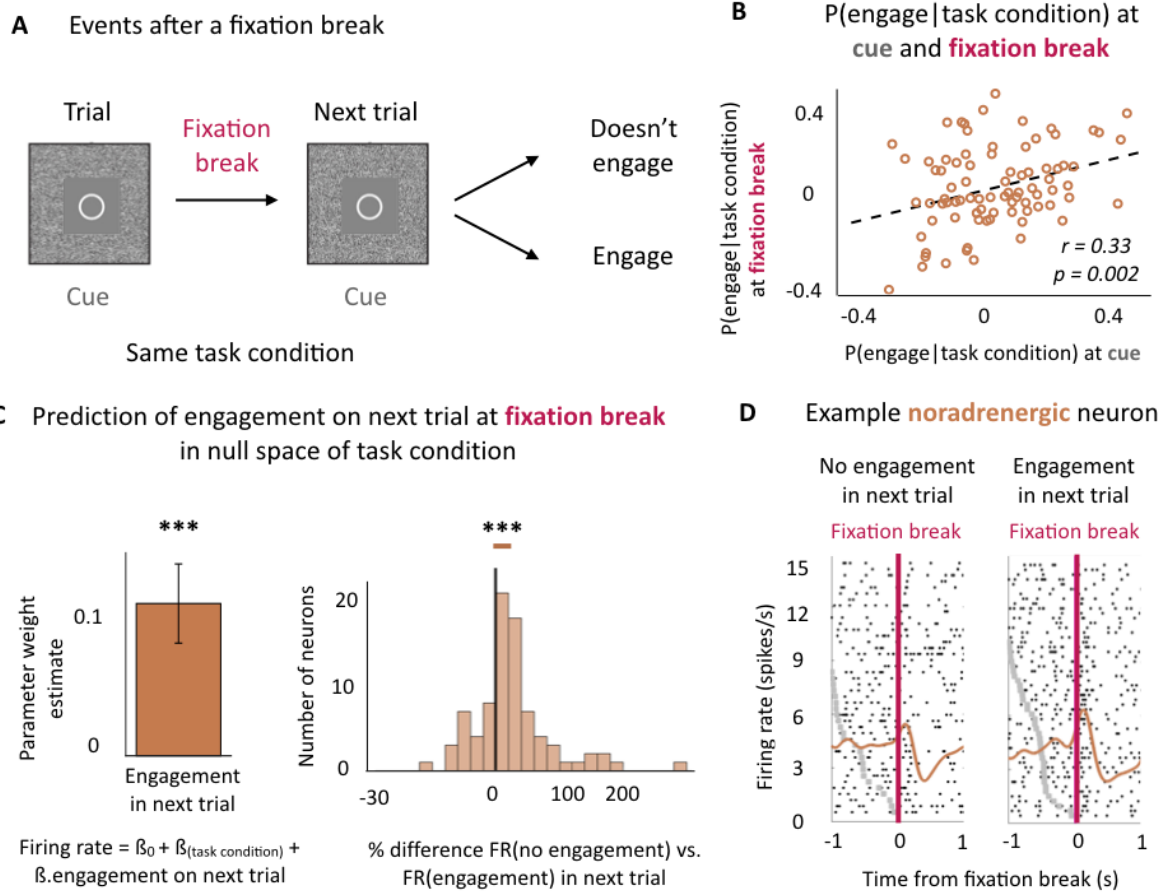 A Events after a fixation break
Trial
Fixation
break
Next trial
Doesn't
engage
Engage
Cue
Cue
Same task condition
B P(engage|task condition) at
cue and fixation break
P(engage|task condition)
at fixation break
0.4
0
-0.4
r = 0.33
p = 0.002
-0.4 0 0.4
P(engage|task condition) at cue
C Prediction of engagement on next trial at fixation break
in null space of task condition
***
Parameter weight
estimate
0.1
0
Engagement
in next trial
Firing rate = ß0 + ß(task condition) +
ß.engagement on next trial
***
Number of neurons
20
10
0
-30 0 100 200
% difference FR(no engagement) vs.
FR(engagement) in next trial
D Example noradrenergic neuron
No engagement
in next trial
Fixation break
Engagement
in next trial
Fixation break
Firing rate (spikes/s)
15
12
9
6
3
0
-1 0 1
-1 0 1
Time from fixation break (s)